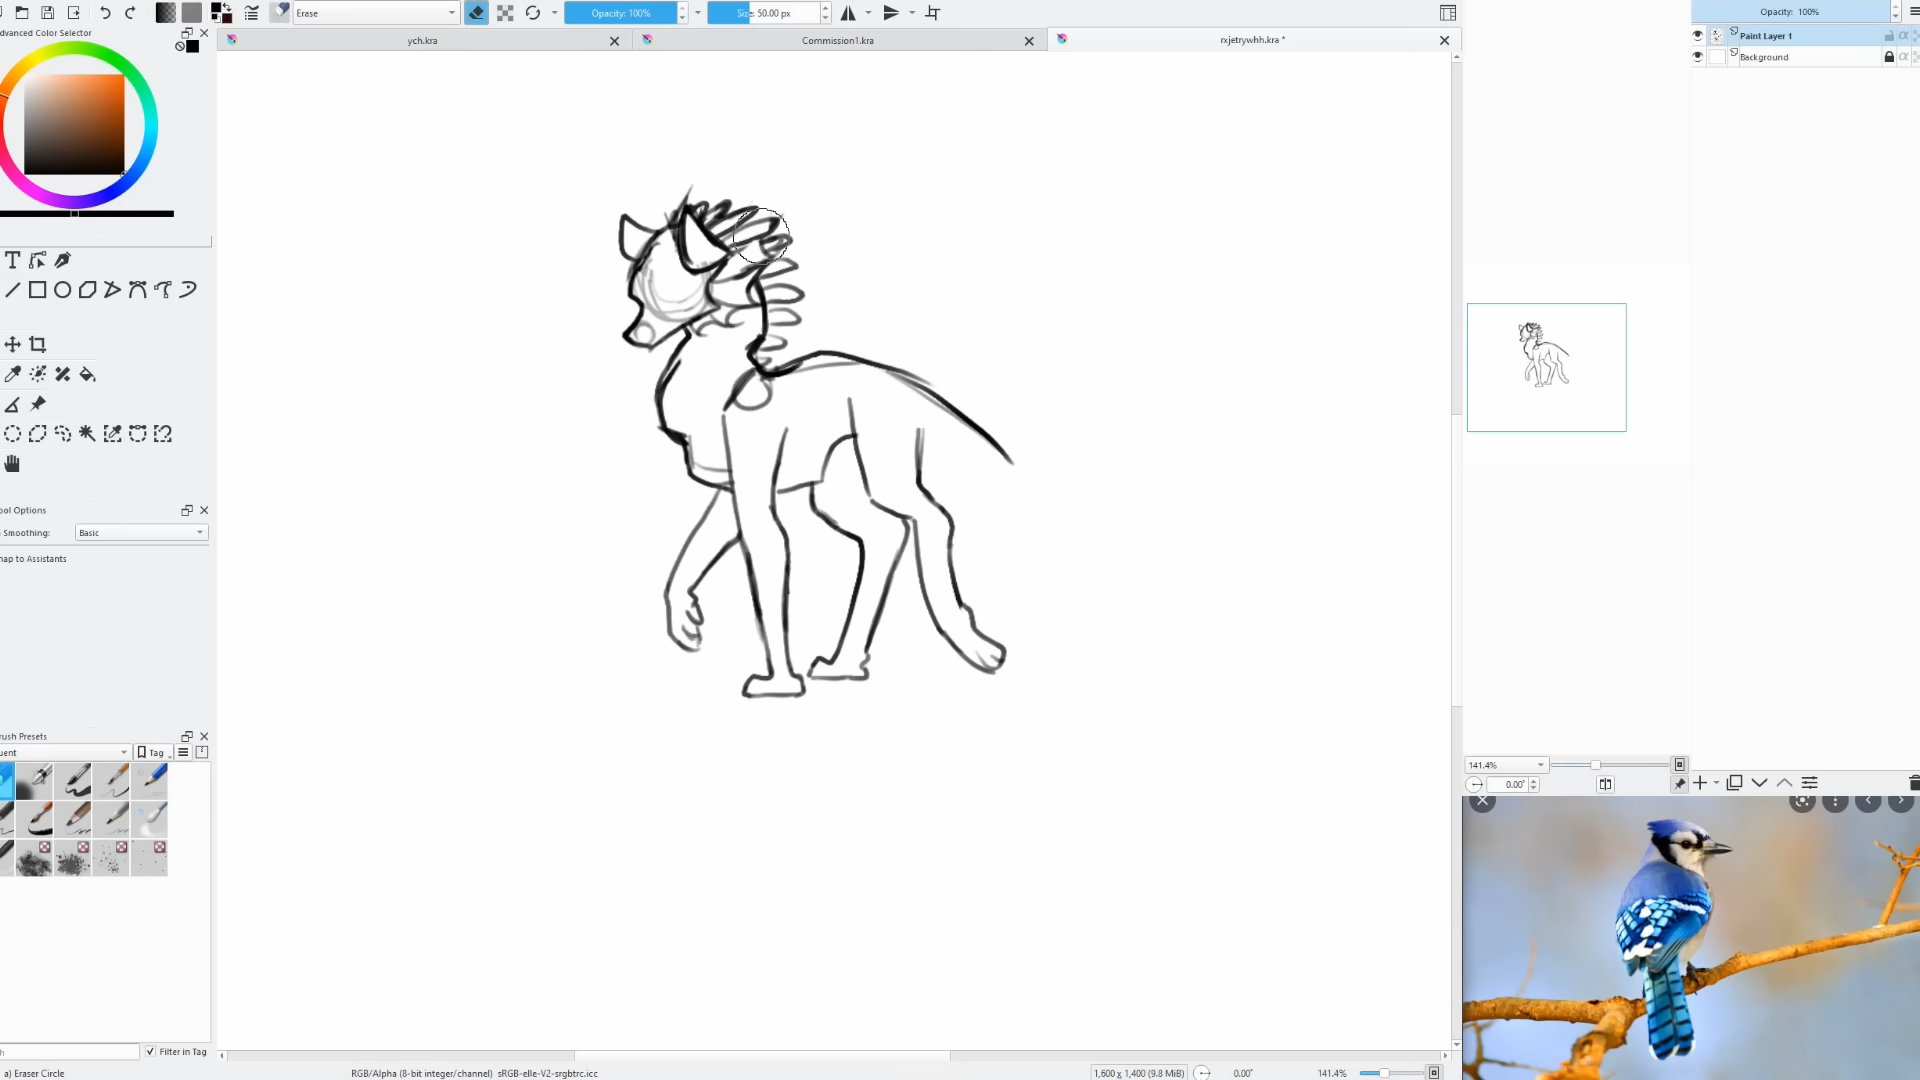 Erase
Opacity: 100%
Size: 50.00 px
Opacity: 100%
dvanced Color Selector
ych.kra
Commission1.kra
rxjetrywhh.kra *
Paint Layer 1
Background
ool Options
Smoothing:
Basic
nap to Assistants
rush Presets
uent
Tag
141.4%
0.00°
Filter in Tag
a) Eraser Circle
RGB/Alpha (8-bit integer/channel) sRGB-elle-V2-srgbtrc.icc
1,600 x 1,400 (9.8 MiB)
0.00°
141.4%